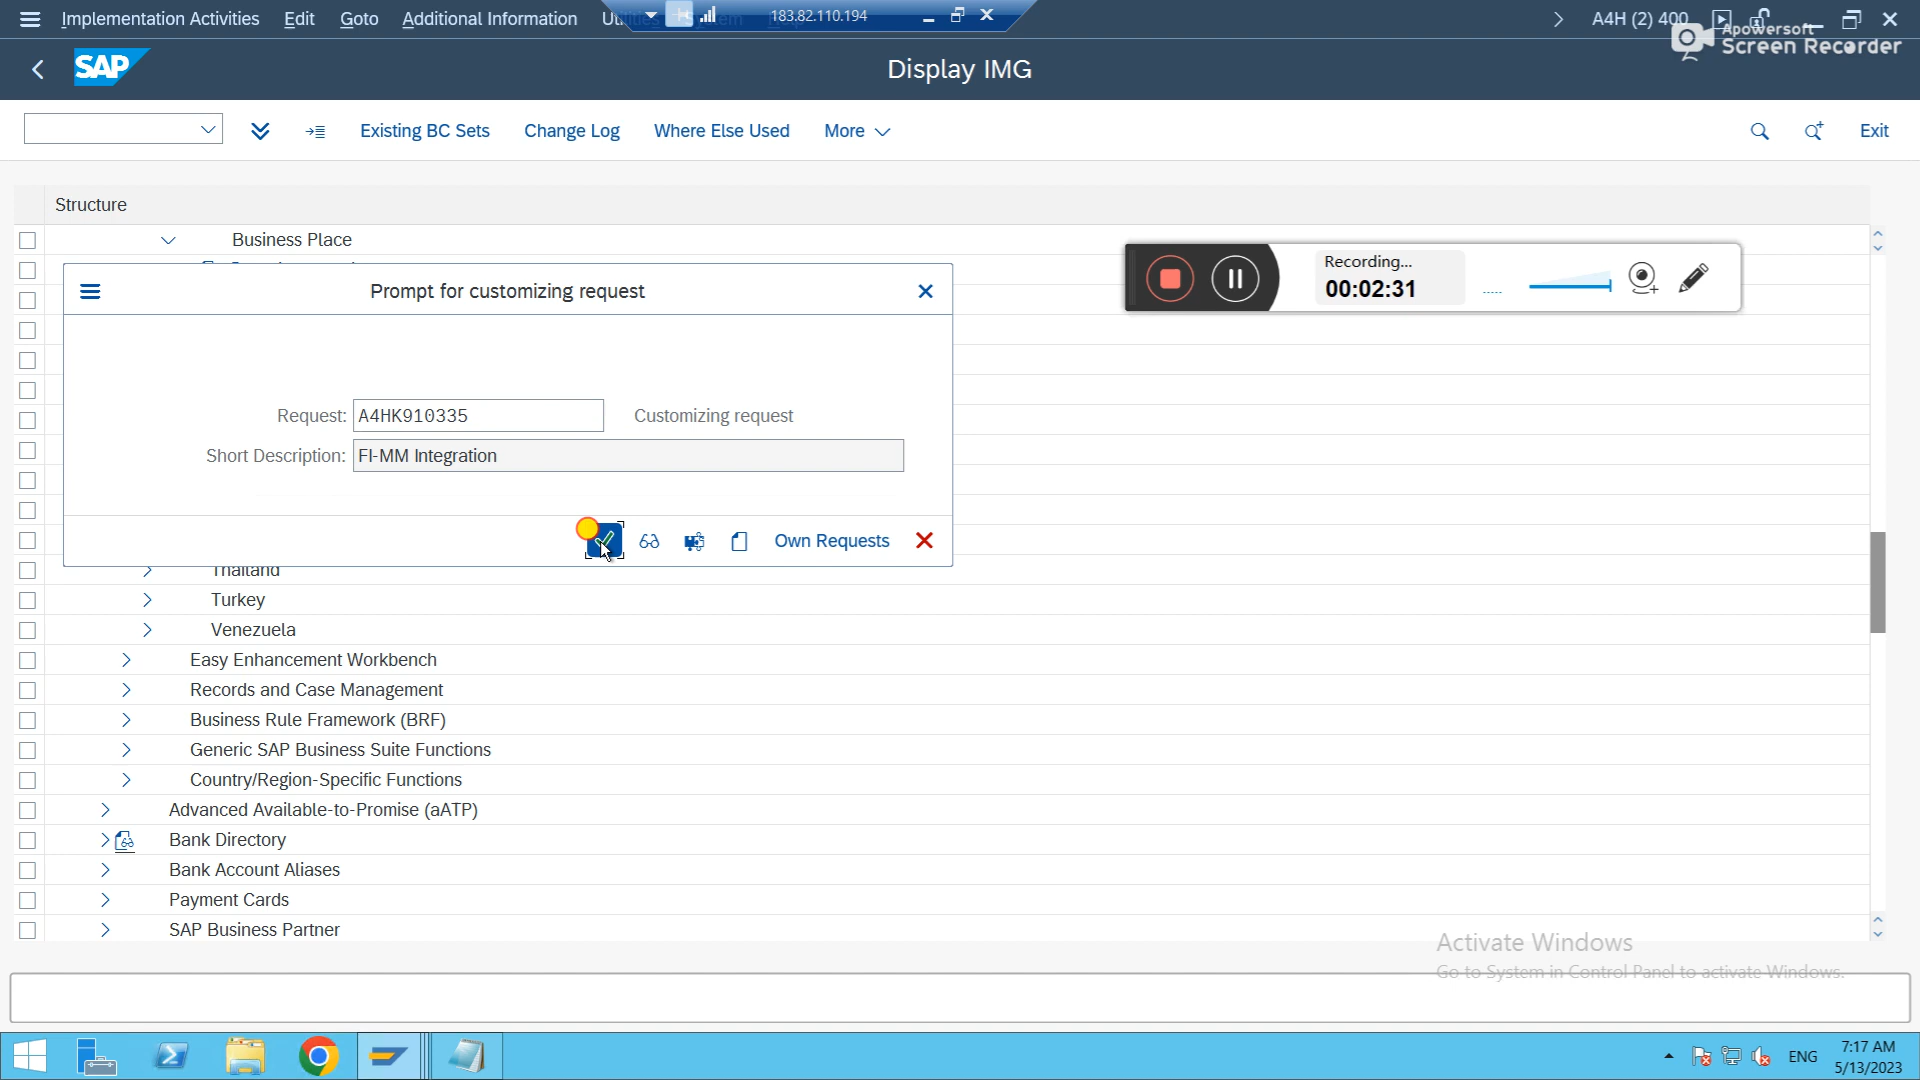 Implementation Activities Edit Goto Additional Information
183.82.110.194
A4H (2) 400
Apowersoft
Screen Recorder
SAP
Display IMG
Existing BC Sets Change Log Where Else Used More
Exit
Structure
Business Place
Recording...
00:02:31
Prompt for customizing request
Request: A4HK910335 Customizing request
Short Description: FI-MM Integration
Own Requests
Thailand
Turkey
Venezuela
Easy Enhancement Workbench
Records and Case Management
Business Rule Framework (BRF)
Generic SAP Business Suite Functions
Country/Region-Specific Functions
Advanced Available-to-Promise (aATP)
Bank Directory
Bank Account Aliases
Payment Cards
SAP Business Partner
Activate Windows
Go to System in Control Panel to activate Windows.
ENG
7:17 AM
5/13/2023